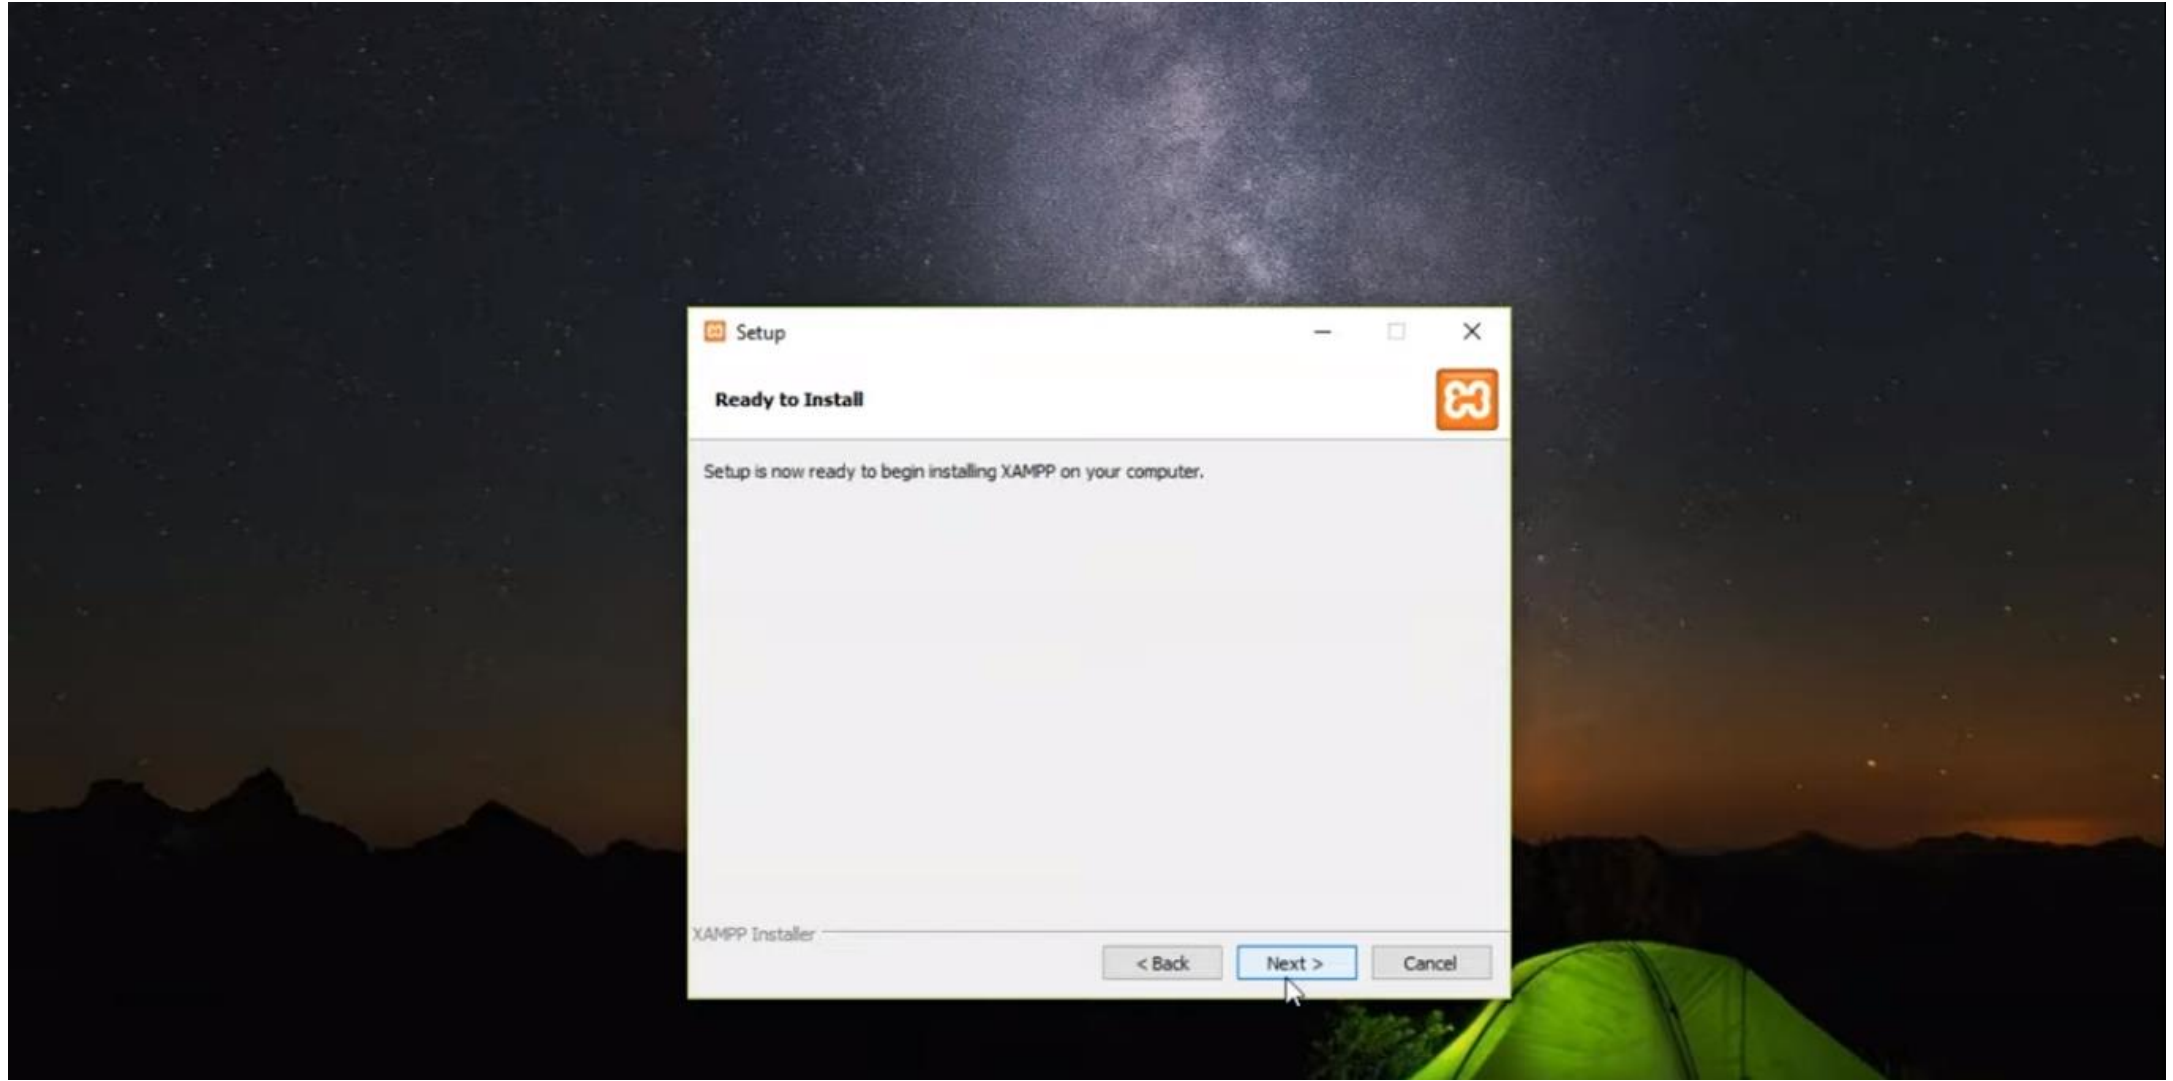 Setup
Ready to Install
Setup is now ready to begin installing XAMPP on your computer.
XAMPP Installer
< Back
Next >
Cancel